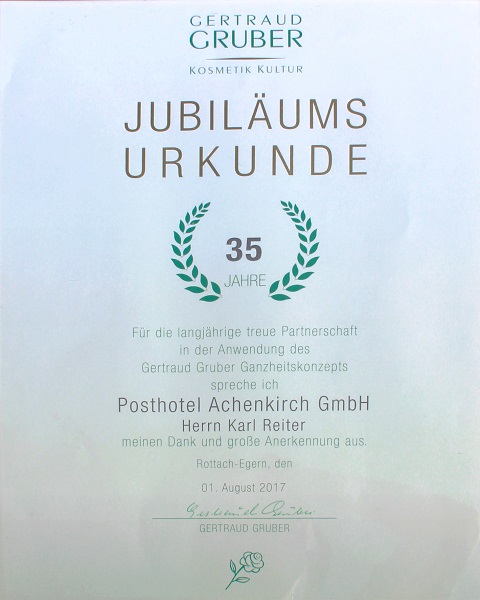 GERTRAUD
GRUBER
KOSMETIK KULTUR
JUBILÄUMS
URKUNDE
35
JAHRE
Für die langjährige treue Partnerschaft
in der Anwendung des
Gertraud Gruber Ganzheitskonzepts
spreche ich
Posthotel Achenkirch GmbH
Herrn Karl Reiter
meinen Dank und große Anerkennung aus.
Rottach-Egern, den
01. August 2017
Gertraud Gruber
GERTRAUD GRUBER